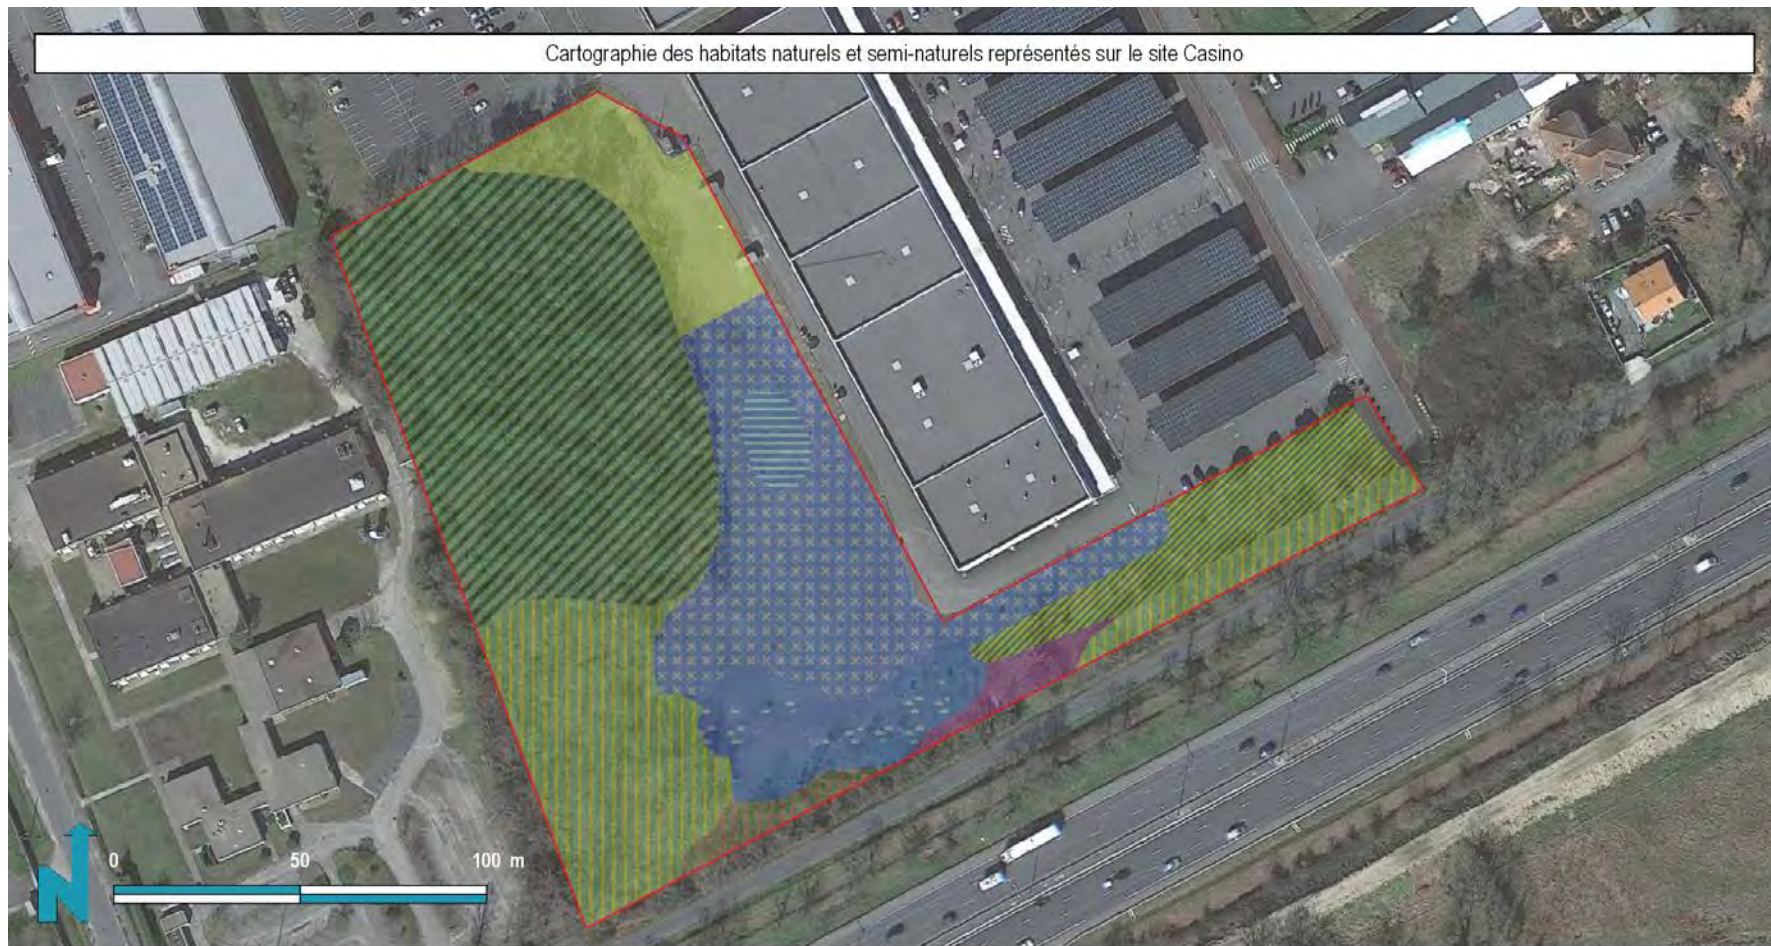 Cartographie des habitats naturels et semi-naturels représentés sur le site Casino
N
0 50 100 m